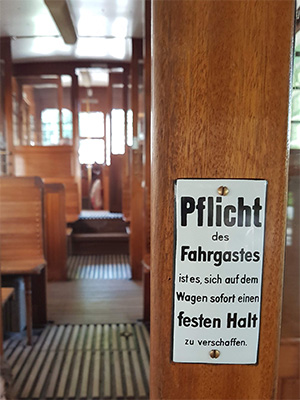 Pflicht
des
Fahrgastes
ist es, sich auf dem
Wagen sofort einen
festen Halt
zu verschaffen.